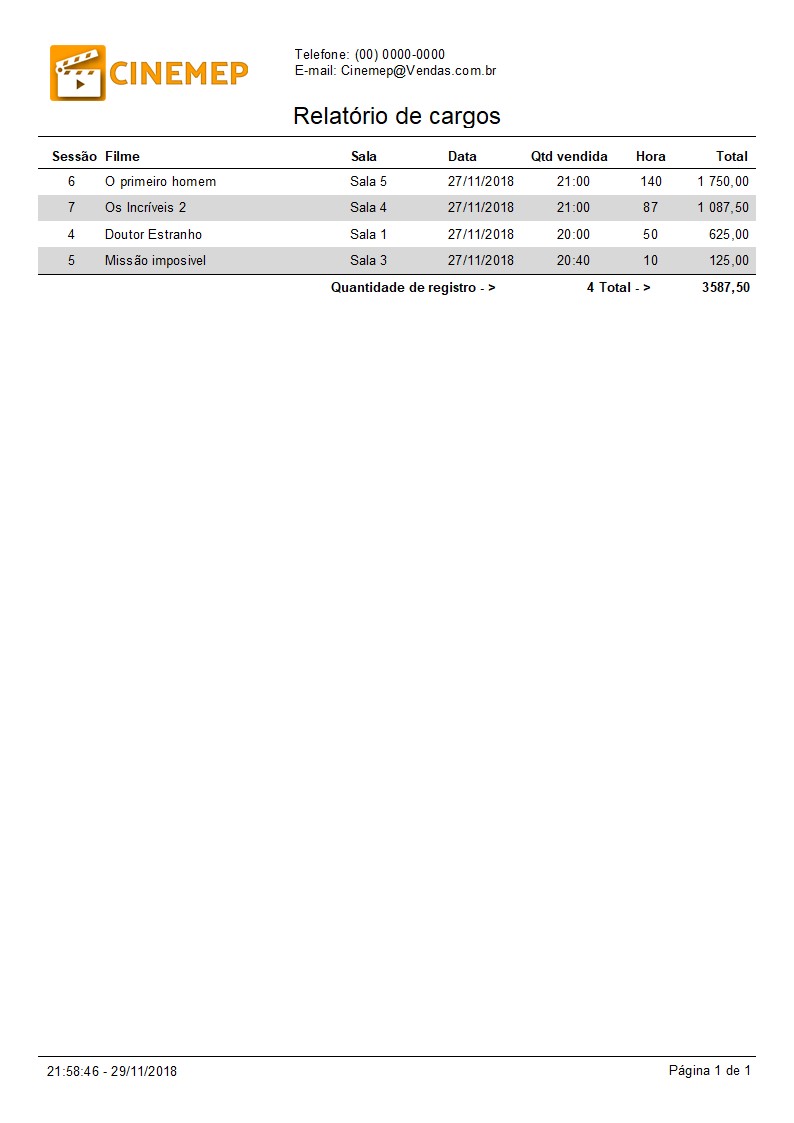 CINEMEP
Telefone: (00) 0000-0000
E-mail: Cinemep@Vendas.com.br
Relatório de cargos
Sessão Filme Sala Data Qtd vendida Hora Total
6 O primeiro homem Sala 5 27/11/2018 21:00 140 1 750,00
7 Os Incríveis 2 Sala 4 27/11/2018 21:00 87 1 087,50
4 Doutor Estranho Sala 1 27/11/2018 20:00 50 625,00
5 Missão imposivel Sala 3 27/11/2018 20:40 10 125,00
Quantidade de registro - > 4 Total - > 3587,50
21:58:46 - 29/11/2018 Página 1 de 1